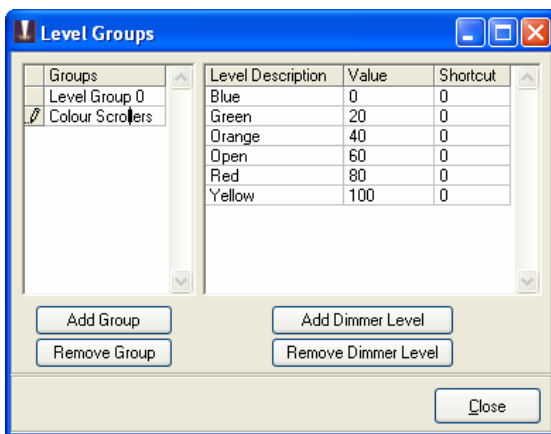 Level Groups
Groups
Level Group 0
Colour Scrollers
Level Description Value Shortcut
Blue 0 0
Green 20 0
Orange 40 0
Open 60 0
Red 80 0
Yellow 100 0
Add Group
Remove Group
Add Dimmer Level
Remove Dimmer Level
Close